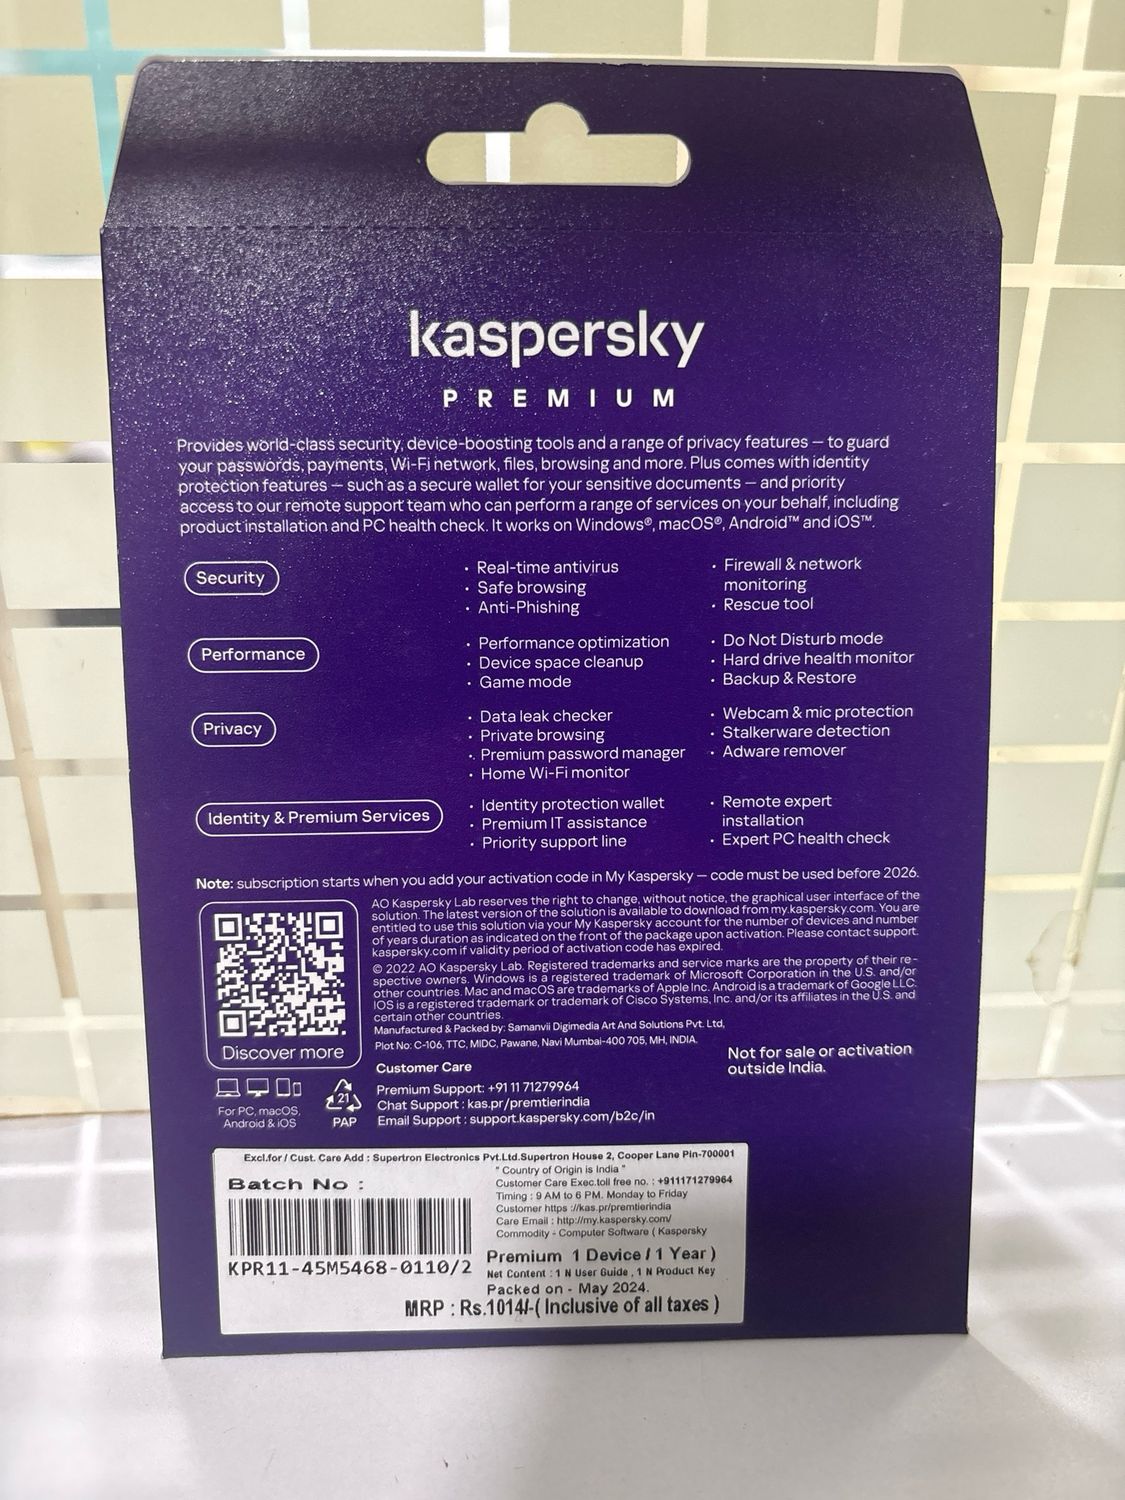 kaspersky
PREMIUM
Provides world-class security, device-boosting tools and a range of privacy features — to guard
your passwords, payments, Wi-Fi network, files, browsing and more. Plus comes with identity
protection features — such as a secure wallet for your sensitive documents — and priority
access to our remote support team who can perform a range of services on your behalf, including
product installation and PC health check. It works on Windows®, macOS®, Android™ and iOS™.
Security
• Real-time antivirus
• Safe browsing
• Anti-Phishing
• Firewall & network
monitoring
• Rescue tool
Performance
• Performance optimization
• Device space cleanup
• Game mode
• Do Not Disturb mode
• Hard drive health monitor
• Backup & Restore
Privacy
• Data leak checker
• Private browsing
• Premium password manager
• Home Wi-Fi monitor
• Webcam & mic protection
• Stalkerware detection
• Adware remover
Identity & Premium Services
• Identity protection wallet
• Premium IT assistance
• Priority support line
• Remote expert
installation
• Expert PC health check
Note: subscription starts when you add your activation code in My Kaspersky — code must be used before 2026.
AO Kaspersky Lab reserves the right to change, without notice, the graphical user interface of the
solution. The latest version of the solution is available to download from my.kaspersky.com. You are
entitled to use this solution via your My Kaspersky account for the number of devices and number
of years duration as indicated on the front of the package upon activation. Please contact support.
kaspersky.com if validity period of activation code has expired.
© 2022 AO Kaspersky Lab. Registered trademarks and service marks are the property of their re-
spective owners. Windows is a registered trademark of Microsoft Corporation in the U.S. and/or
other countries. Mac and macOS are trademarks of Apple Inc. Android is a trademark of Google LLC.
IOS is a registered trademark or trademark of Cisco Systems, Inc. and/or its affiliates in the U.S. and
certain other countries.
Manufactured & Packed by: Samanvii Digimedia Art And Solutions Pvt. Ltd,
Plot No: C-106, TTC, MIDC, Pawane, Navi Mumbai-400 705, MH, INDIA.
Discover more
For PC, macOS,
Android & iOS
21
PAP
Customer Care
Premium Support: +91 11 71279964
Chat Support : kas.pr/premtierindia
Email Support : support.kaspersky.com/b2c/in
Not for sale or activation
outside India.
Excl.for / Cust. Care Add : Supertron Electronics Pvt.Ltd.Supertron House 2, Cooper Lane Pin-700001
" Country of Origin is India "
Batch No :
Customer Care Exec.toll free no. : +911171279964
Timing : 9 AM to 6 PM. Monday to Friday
Customer https ://kas.pr/premtierindia
Care Email : http://my.kaspersky.com/
Commodity - Computer Software ( Kaspersky
KPR11-45M5468-0110/2
Premium 1 Device / 1 Year )
Net Content : 1 N User Guide , 1 N Product Key
Packed on - May 2024.
MRP : Rs.1014/-( Inclusive of all taxes )